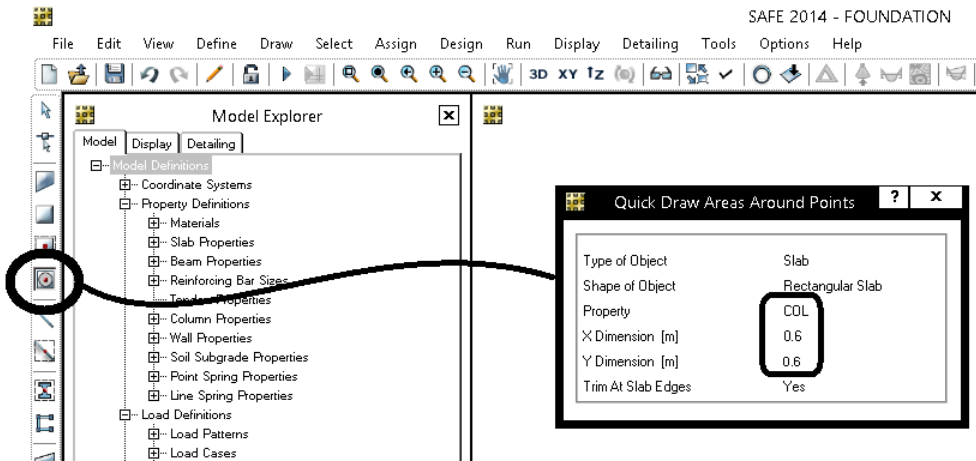 SAFE 2014 - FOUNDATION
File Edit View Define Draw Select Assign Design Run Display Detailing Tools Options Help
3D XY
Model Explorer
Model Display Detailing
Model Definitions
Coordinate Systems
Property Definitions
Materials
Slab Properties
Beam Properties
Reinforcing Bar Sizes
Tendon Properties
Column Properties
Wall Properties
Soil Subgrade Properties
Point Spring Properties
Line Spring Properties
Load Definitions
Load Patterns
Load Cases
Quick Draw Areas Around Points ? X
Type of Object Slab
Shape of Object Rectangular Slab
Property COL
X Dimension [m] 0.6
Y Dimension [m] 0.6
Trim At Slab Edges Yes